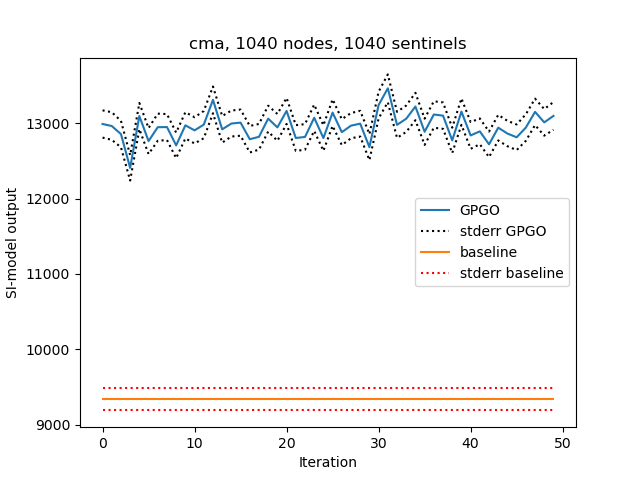 cma, 1040 nodes, 1040 sentinels
SI-model output
13000
12000
11000
10000
9000
GPGO
stderr GPGO
baseline
stderr baseline
0 10 20 30 40 50
Iteration